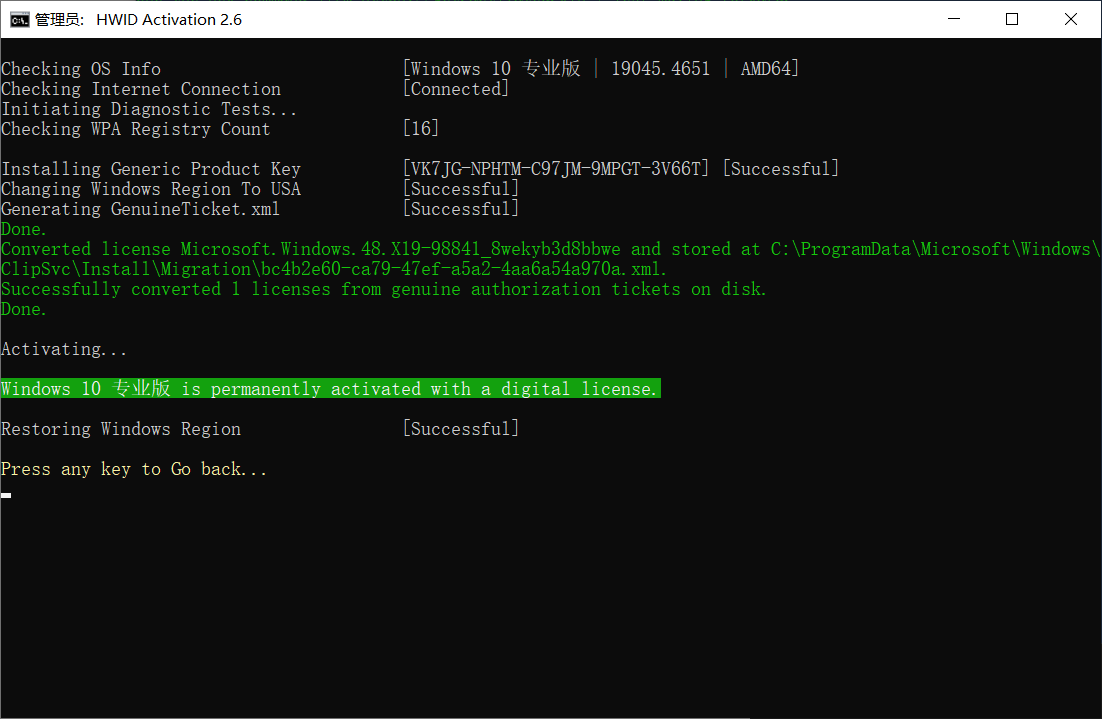 管理员: HWID Activation 2.6
Checking OS Info [Windows 10 专业版 | 19045.4651 | AMD64]
Checking Internet Connection [Connected]
Initiating Diagnostic Tests...
Checking WPA Registry Count [16]
Installing Generic Product Key [VK7JG-NPHTM-C97JM-9MPGT-3V66T] [Successful]
Changing Windows Region To USA [Successful]
Generating GenuineTicket.xml [Successful]
Done.
Converted license Microsoft.Windows.48.X19-98841_8wekyb3d8bbwe and stored at C:\ProgramData\Microsoft\Windows\
ClipSvc\Install\Migration\bc4b2e60-ca79-47ef-a5a2-4aa6a54a970a.xml.
Successfully converted 1 licenses from genuine authorization tickets on disk.
Done.
Activating...
Windows 10 专业版 is permanently activated with a digital license.
Restoring Windows Region [Successful]
Press any key to Go back...